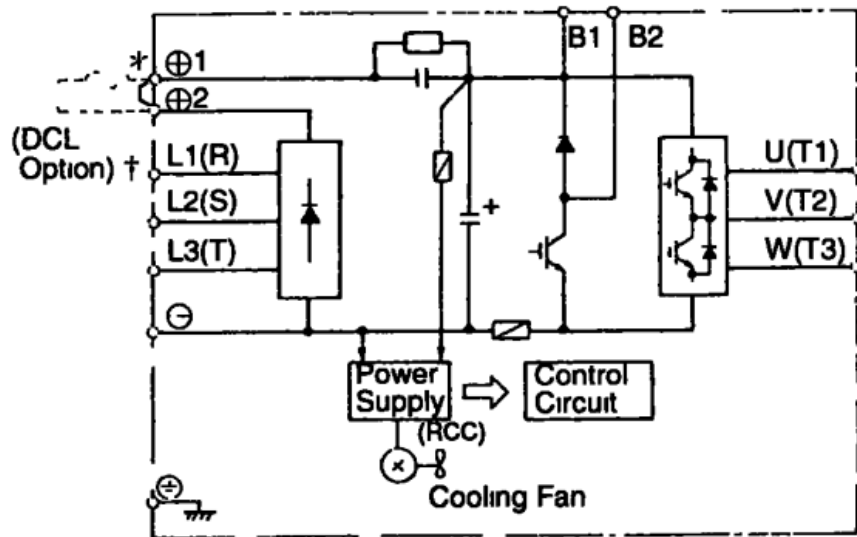 B1 B2
* ⊕1
⊕2
(DCL
Option) †
L1(R)
L2(S)
L3(T)
⊖
+
U(T1)
V(T2)
W(T3)
Power
Supply
(RCC)
Control
Circuit
Cooling Fan